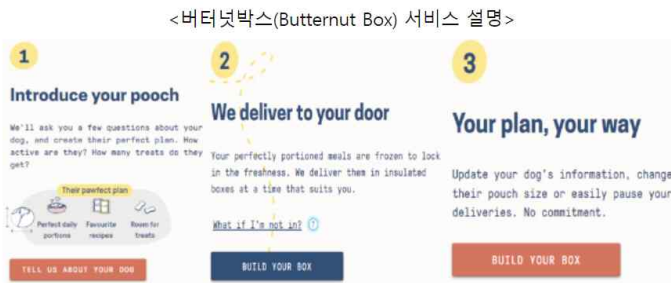 <버터넛박스(Butternut Box) 서비스 설명>
1
Introduce your pooch
We'll ask you a few questions about your
dog, and create their perfect plan. How
active are they? How many treats do they
get?
Their pawfect plan
Perfect daily
portions
Favourite
recipes
Room for
treats
TELL US ABOUT YOUR DOG
2
We deliver to your door
Your perfectly portioned meals are frozen to lock
in the freshness. We deliver them in insulated
boxes at a time that suits you.
What if I'm not in? ?
BUILD YOUR BOX
3
Your plan, your way
Update your dog's information, change
their pouch size or easily pause your
deliveries. No commitment.
BUILD YOUR BOX